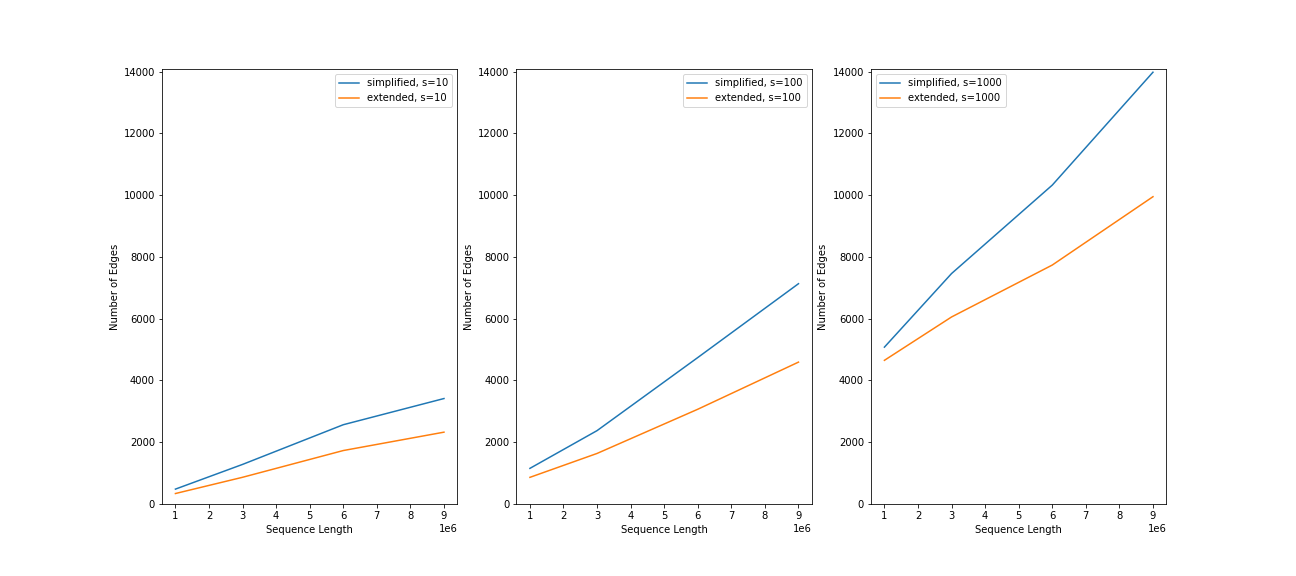 14000
12000
10000
8000
6000
4000
2000
0
Number of Edges
simplified, s=10
extended, s=10
1 2 3 4 5 6 7 8 9
1e6
Sequence Length
14000
12000
10000
8000
6000
4000
2000
0
Number of Edges
simplified, s=100
extended, s=100
1 2 3 4 5 6 7 8 9
1e6
Sequence Length
14000
12000
10000
8000
6000
4000
2000
0
Number of Edges
simplified, s=1000
extended, s=1000
1 2 3 4 5 6 7 8 9
1e6
Sequence Length